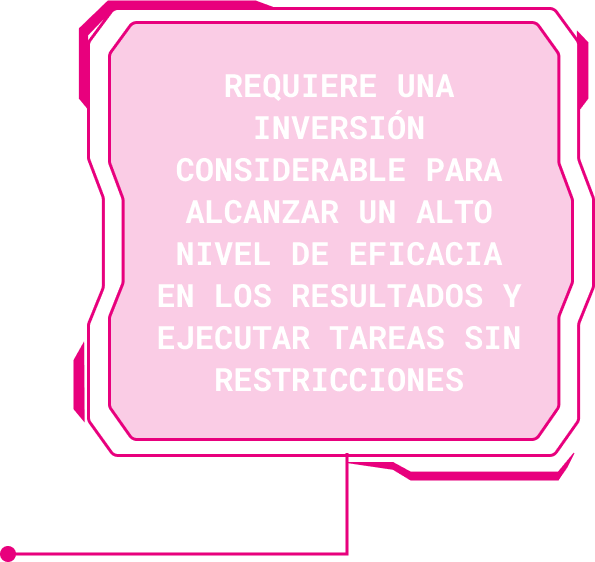 REQUIERE UNA
INVERSIÓN
CONSIDERABLE PARA
ALCANZAR UN ALTO
NIVEL DE EFICACIA
EN LOS RESULTADOS Y
EJECUTAR TAREAS SIN
RESTRICCIONES